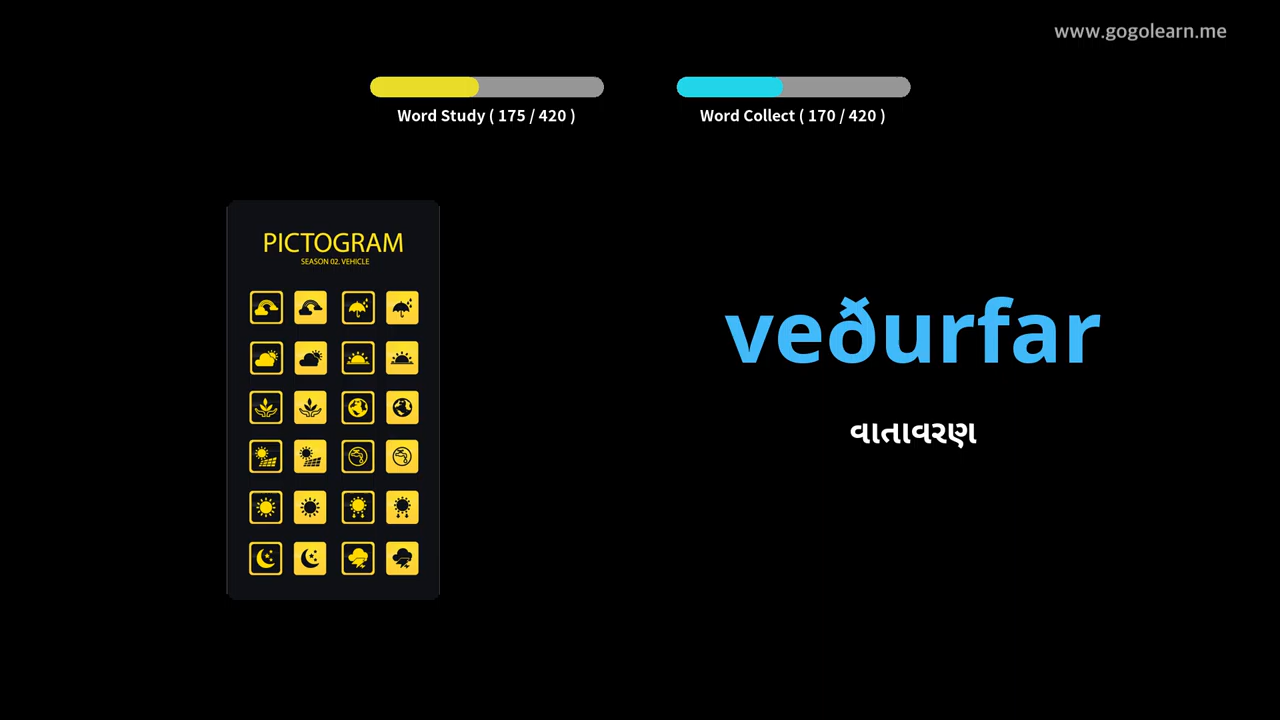 www.gogolearn.me
Word Study ( 175 / 420 )
Word Collect ( 170 / 420 )
PICTOGRAM
SEASON 02. VEHICLE
veðurfar
વાતાવરણ